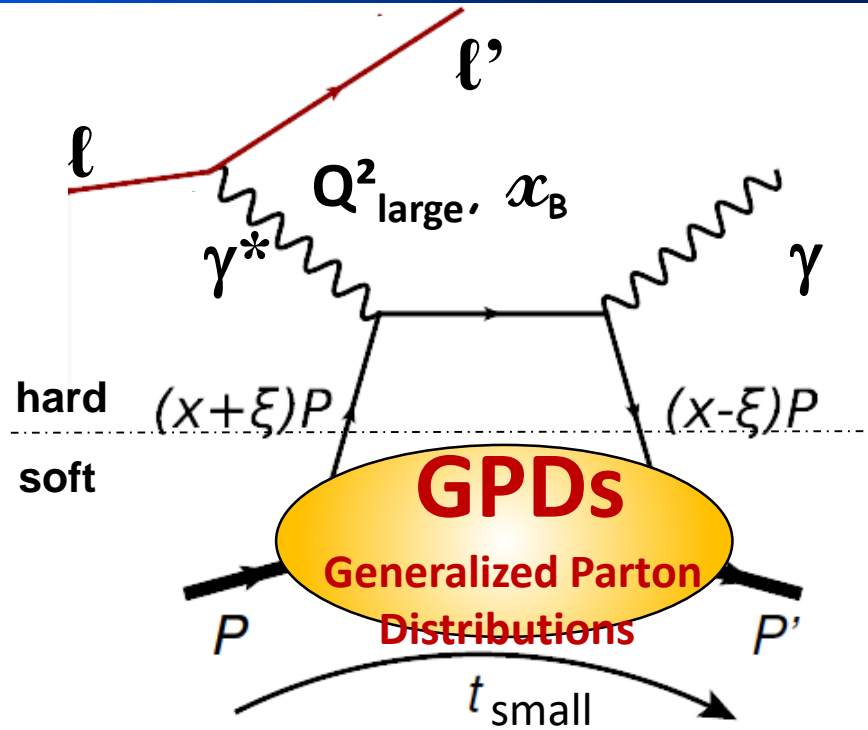 ℓ’
ℓ
Q²large, xB
γ*
γ
hard
(x+ξ)P
(x-ξ)P
soft
GPDs
Generalized Parton
Distributions
P
P’
t small